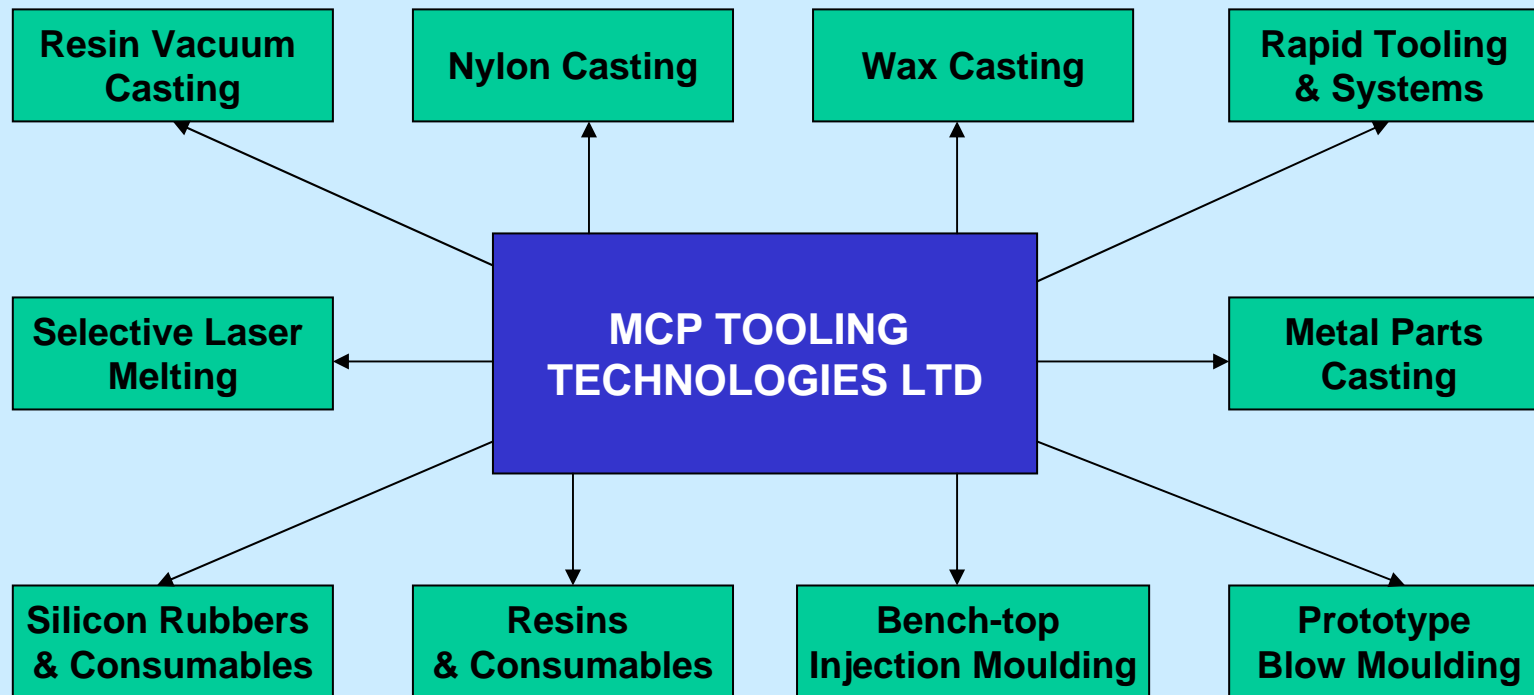 Resin Vacuum
Casting
Nylon Casting
Wax Casting
Rapid Tooling
& Systems
Selective Laser
Melting
MCP TOOLING
TECHNOLOGIES LTD
Metal Parts
Casting
Silicon Rubbers
& Consumables
Resins
& Consumables
Bench-top
Injection Moulding
Prototype
Blow Moulding